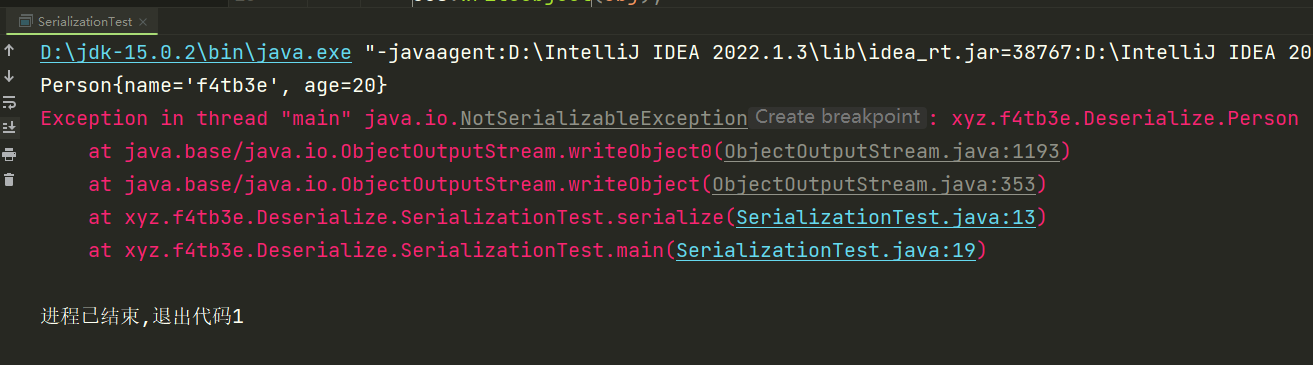 SerializationTest ×
D:\jdk-15.0.2\bin\java.exe "-javaagent:D:\IntelliJ IDEA 2022.1.3\lib\idea_rt.jar=38767:D:\IntelliJ IDEA 20
Person{name='f4tb3e', age=20}
Exception in thread "main" java.io.NotSerializableException Create breakpoint : xyz.f4tb3e.Deserialize.Person
at java.base/java.io.ObjectOutputStream.writeObject0(ObjectOutputStream.java:1193)
at java.base/java.io.ObjectOutputStream.writeObject(ObjectOutputStream.java:353)
at xyz.f4tb3e.Deserialize.SerializationTest.serialize(SerializationTest.java:13)
at xyz.f4tb3e.Deserialize.SerializationTest.main(SerializationTest.java:19)
进程已结束,退出代码1